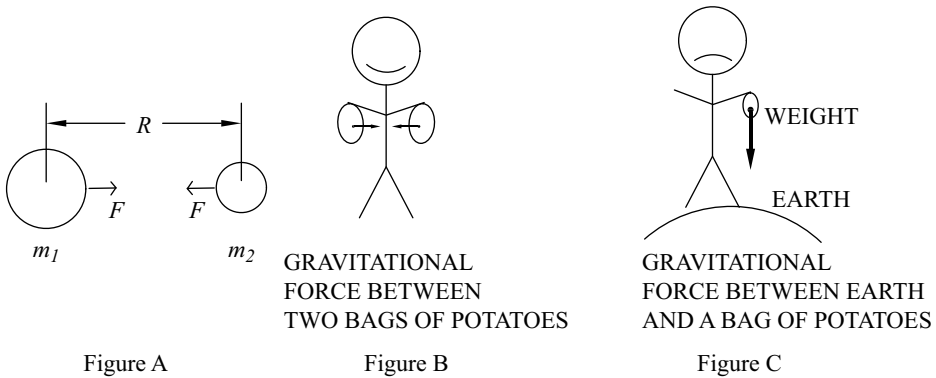 R
F
F
m1
m2
GRAVITATIONAL
FORCE BETWEEN
TWO BAGS OF POTATOES
WEIGHT
EARTH
GRAVITATIONAL
FORCE BETWEEN EARTH
AND A BAG OF POTATOES
Figure A
Figure B
Figure C